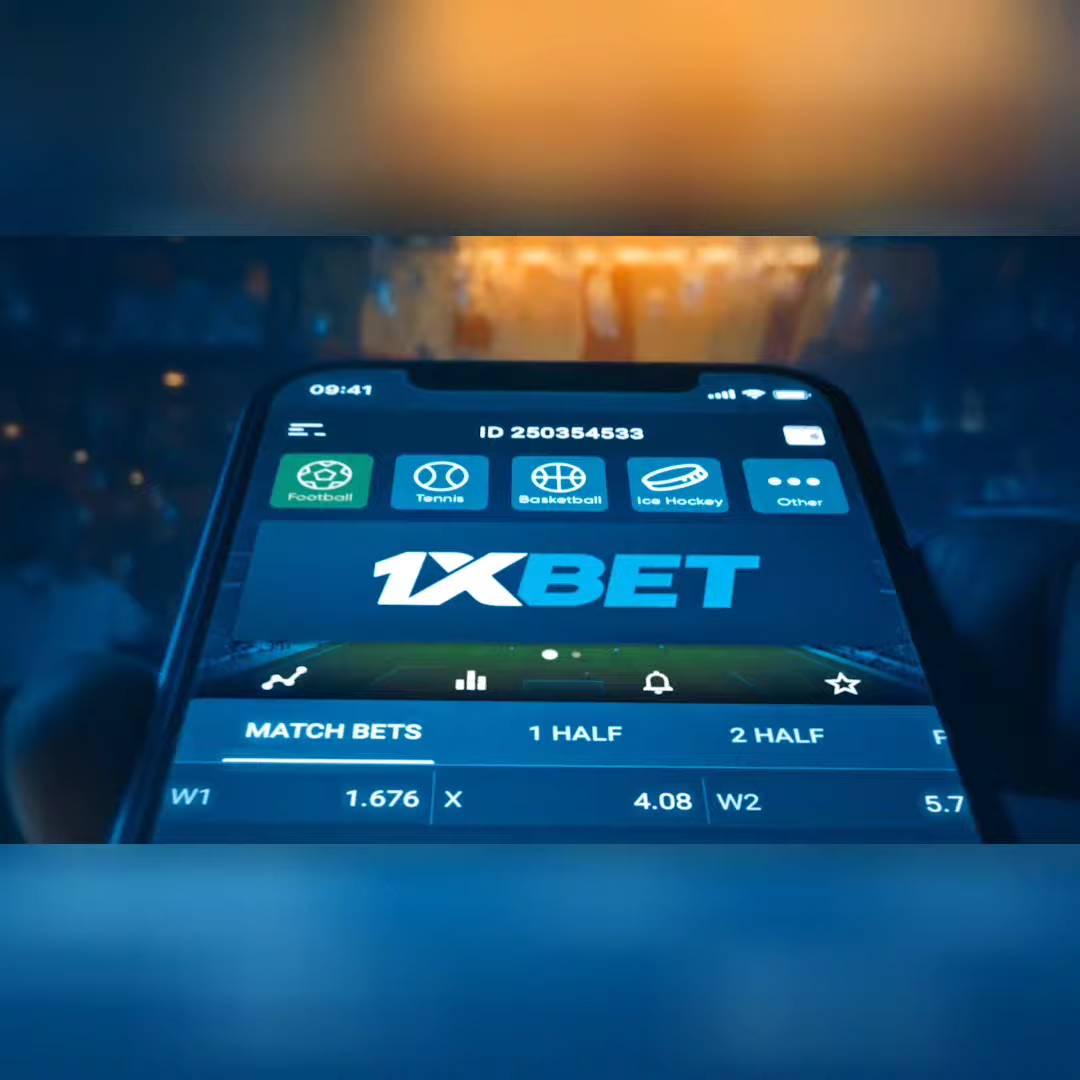 09:41
ID 250354533
Football Tennis Basketball Ice Hockey Other
1XBET
MATCH BETS 1 HALF 2 HALF
W1 1.676 X 4.08 W2 5.7